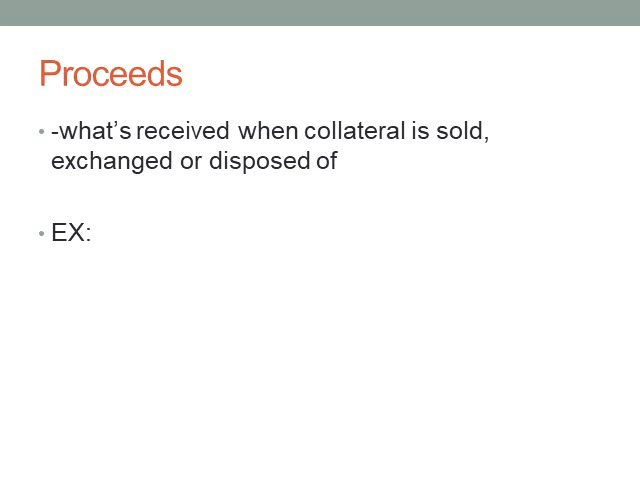 Proceeds
• -what’s received when collateral is sold,
exchanged or disposed of
• EX: